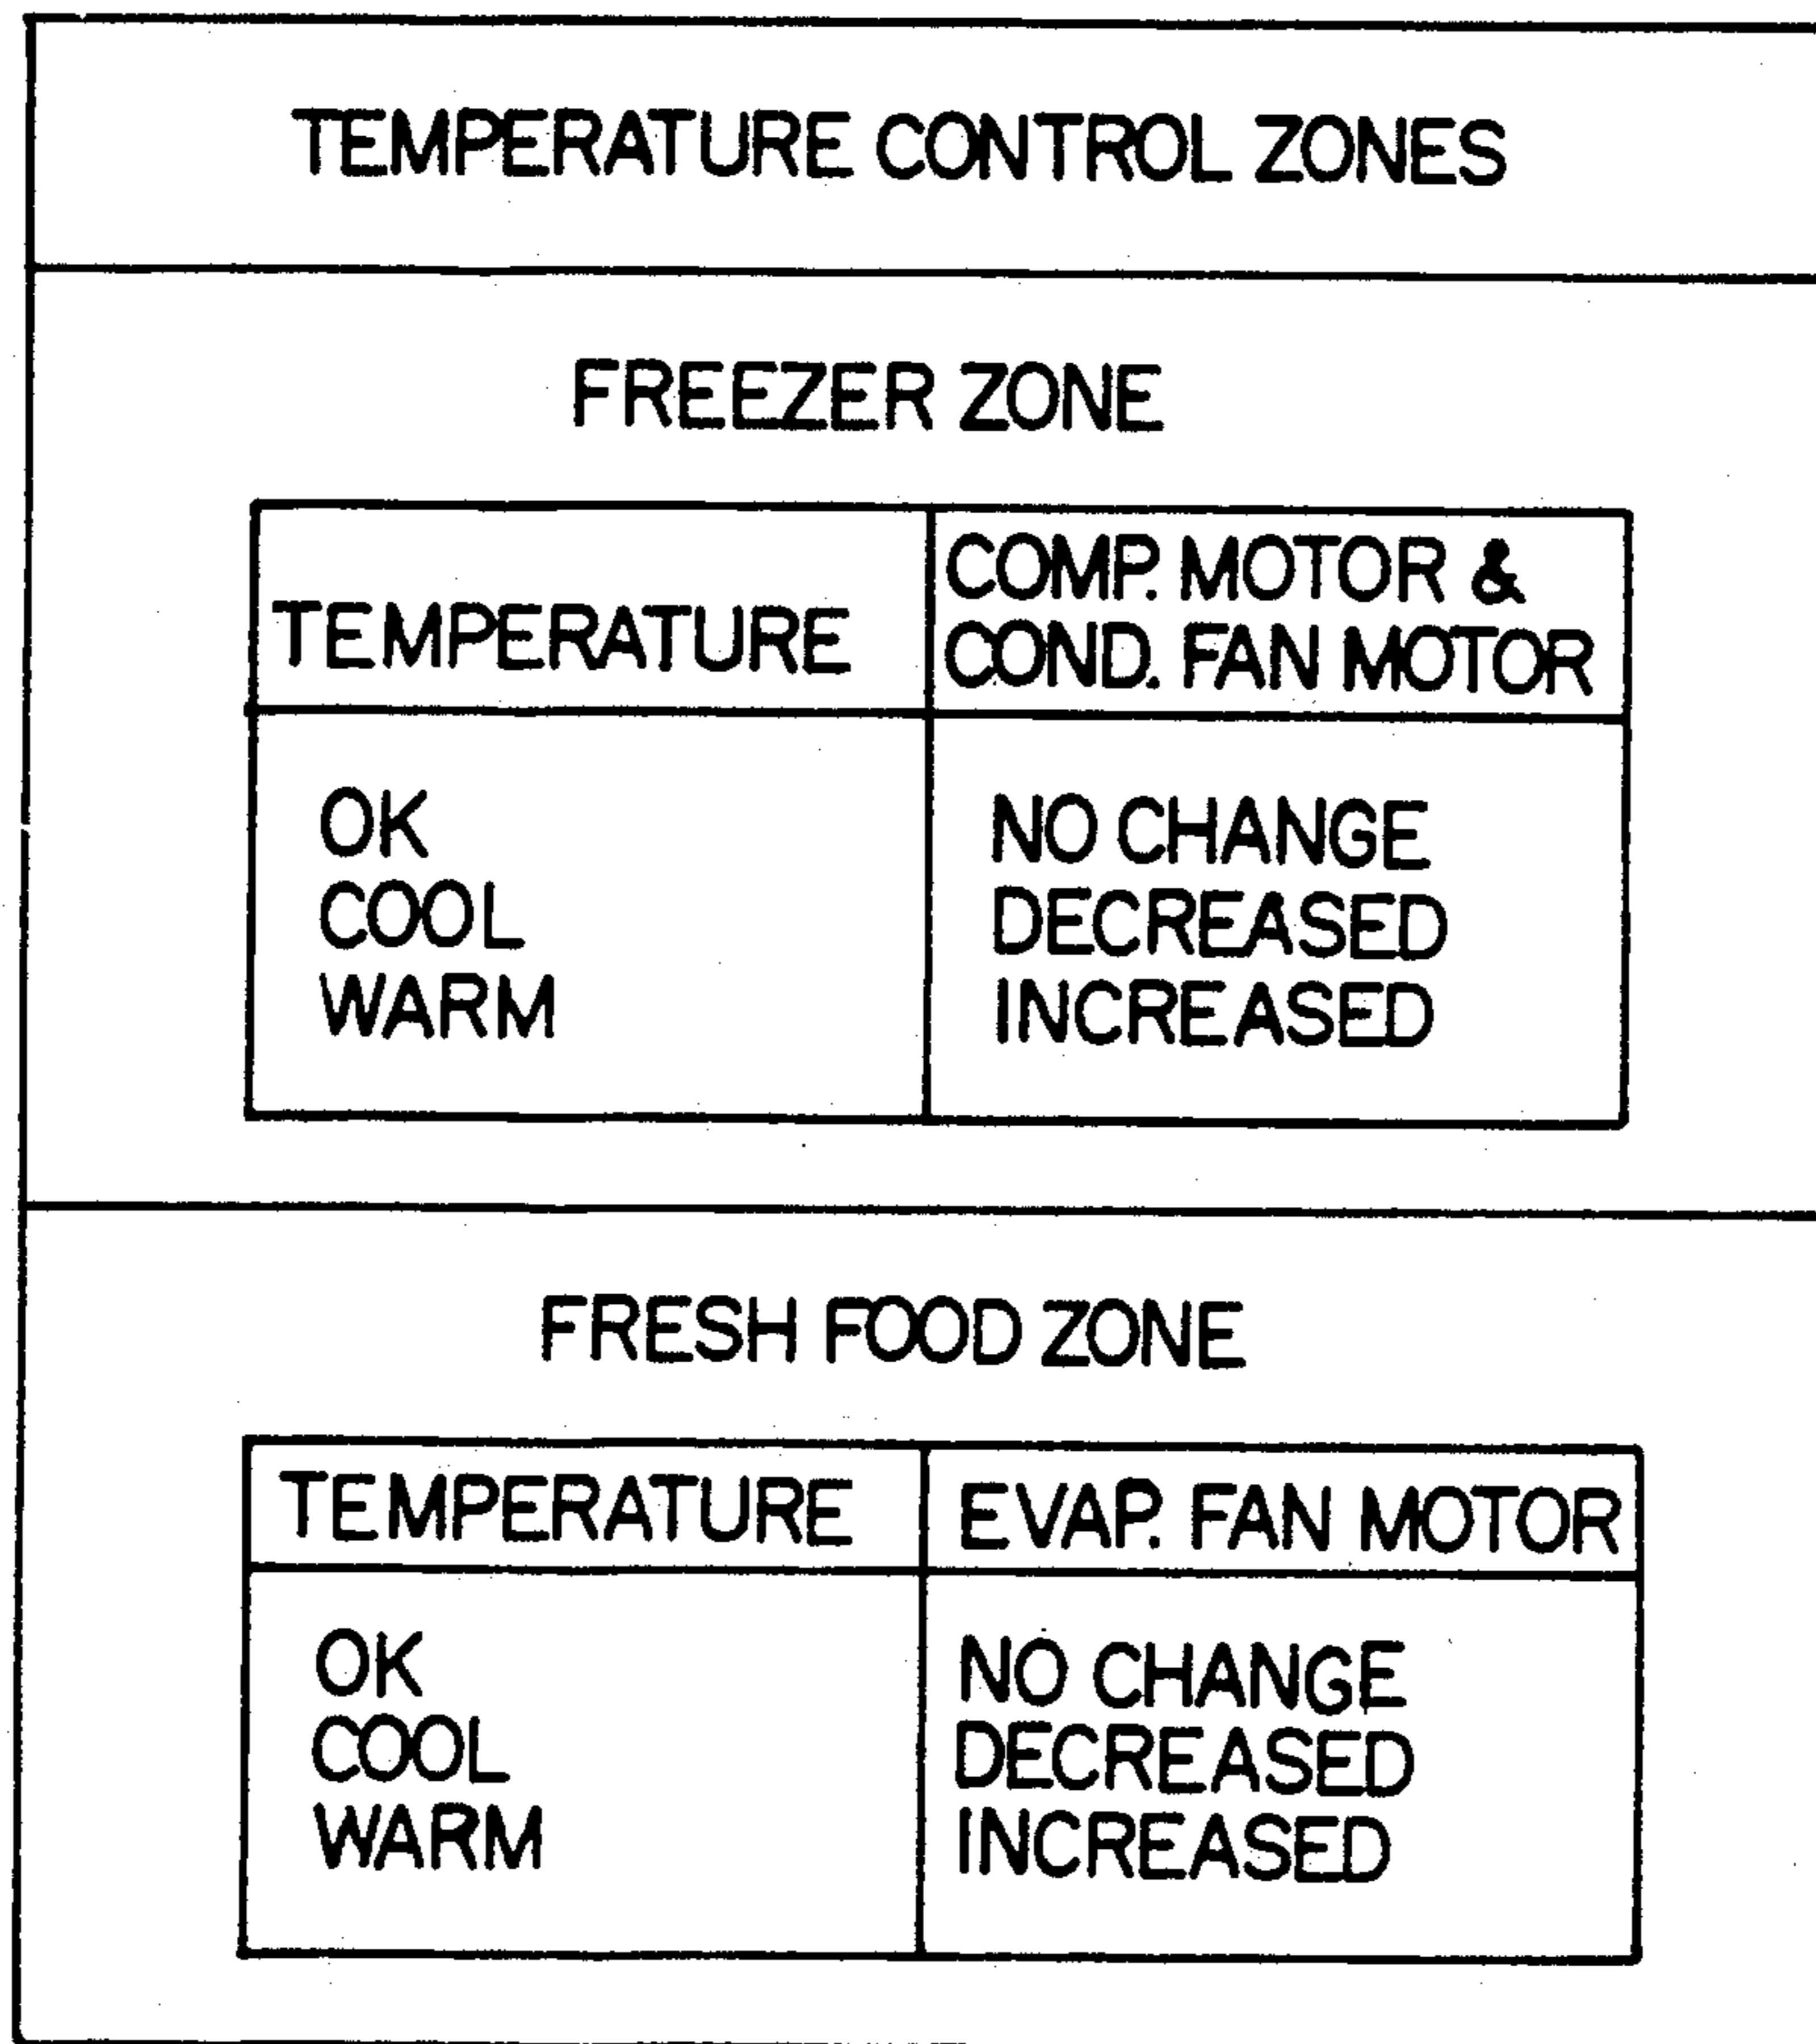 TEMPERATURE CONTROL ZONES
FREEZER ZONE
TEMPERATURE
COMP. MOTOR &
COND. FAN MOTOR
OK NO CHANGE
COOL DECREASED
WARM INCREASED
FRESH FOOD ZONE
TEMPERATURE EVAP. FAN MOTOR
OK NO CHANGE
COOL DECREASED
WARM INCREASED